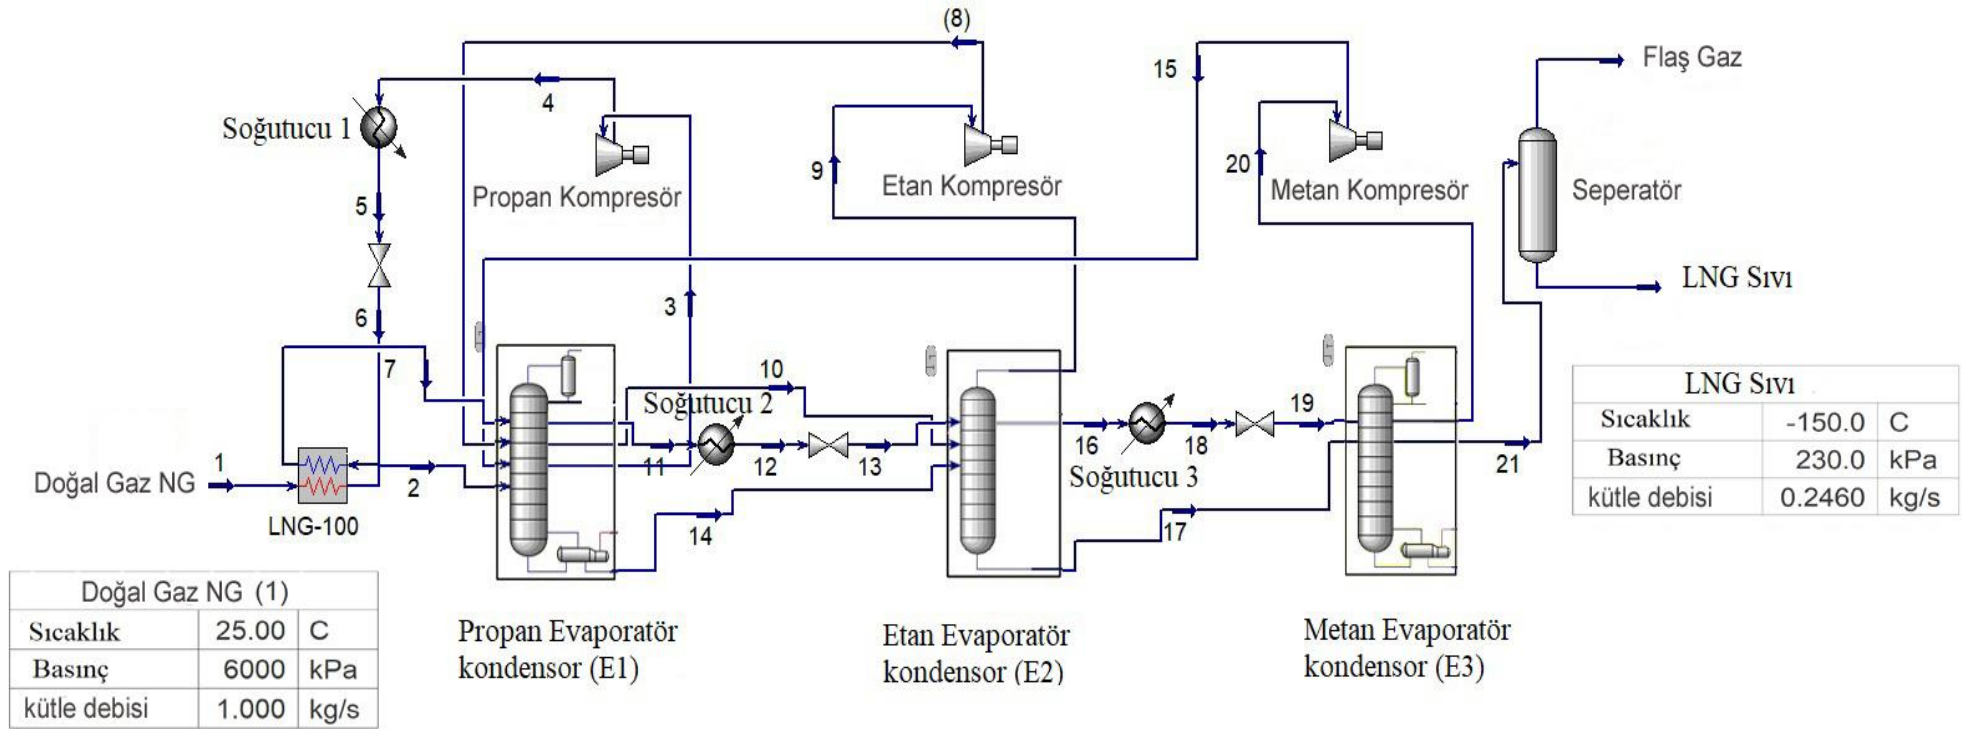 (8)
15
Flaş Gaz
4
Soğutucu 1
9
20
Etan Kompresör
Metan Kompresör
Seperatör
Propan Kompresör
5
LNG Sıvı
3
6
7
10
Soğutucu 2
19
16
18
11
12
13
21
1
2
Soğutucu 3
Doğal Gaz NG
LNG-100
14
17
LNG Sıvı
Sıcaklık -150.0 C
Basınç 230.0 kPa
kütle debisi 0.2460 kg/s
Doğal Gaz NG (1)
Sıcaklık 25.00 C
Basınç 6000 kPa
kütle debisi 1.000 kg/s
Propan Evaporatör
kondensor (E1)
Etan Evaporatör
kondensor (E2)
Metan Evaporatör
kondensor (E3)